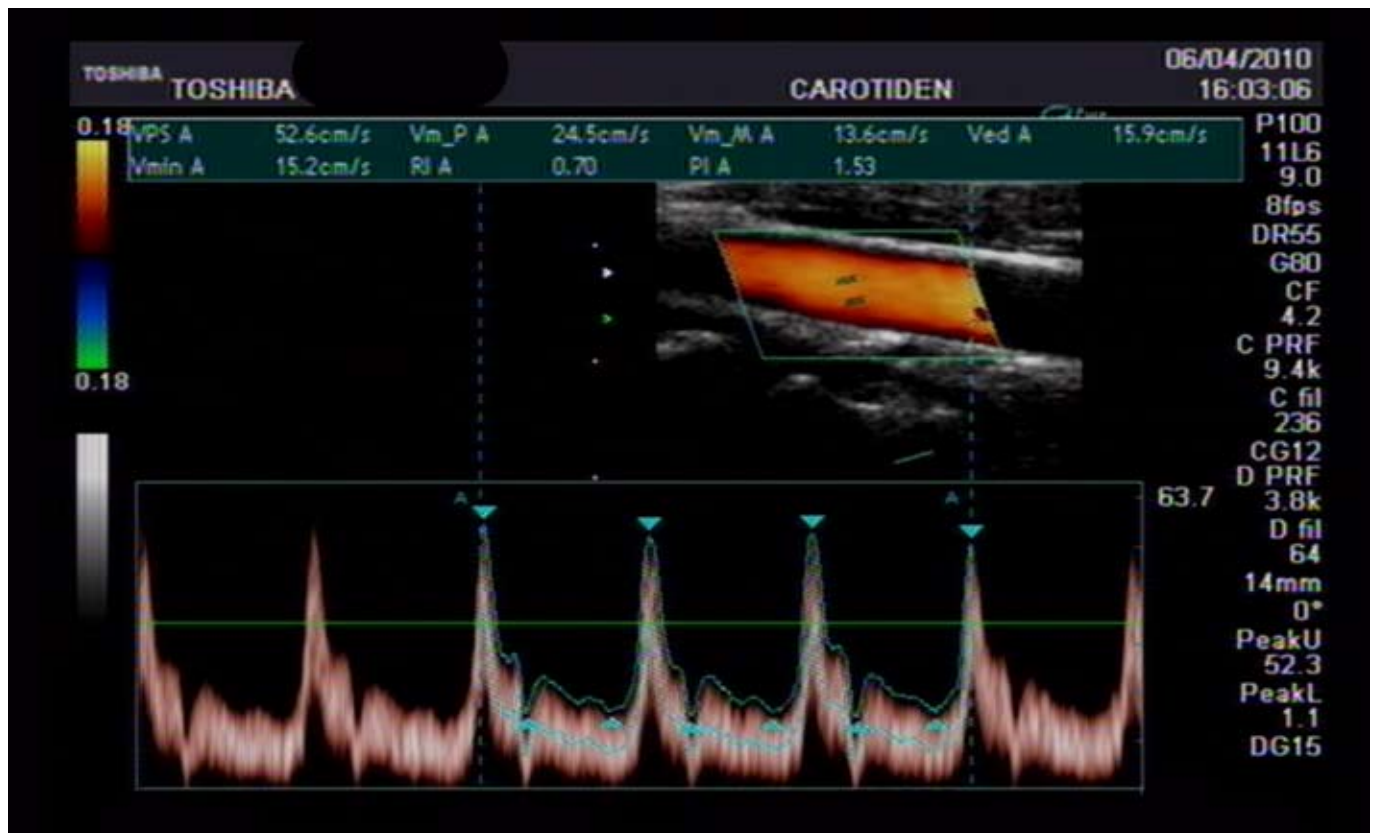 TOSHIBA TOSHIBA CAROTIDEN 06/04/2010
16:03:06
0.18
VPS A 52.6cm/s Vm_P A 24.5cm/s Vm_M A 13.6cm/s Ved A 15.9cm/s
Vmin A 15.2cm/s RI A 0.70 PI A 1.53
P100
11L6
9.0
8fps
DR55
G80
CF
4.2
C PRF
9.4k
C fil
236
CG12
D PRF
3.8k
D fil
64
14mm
0°
PeakU
52.3
PeakL
1.1
DG15
0.18
A A
63.7